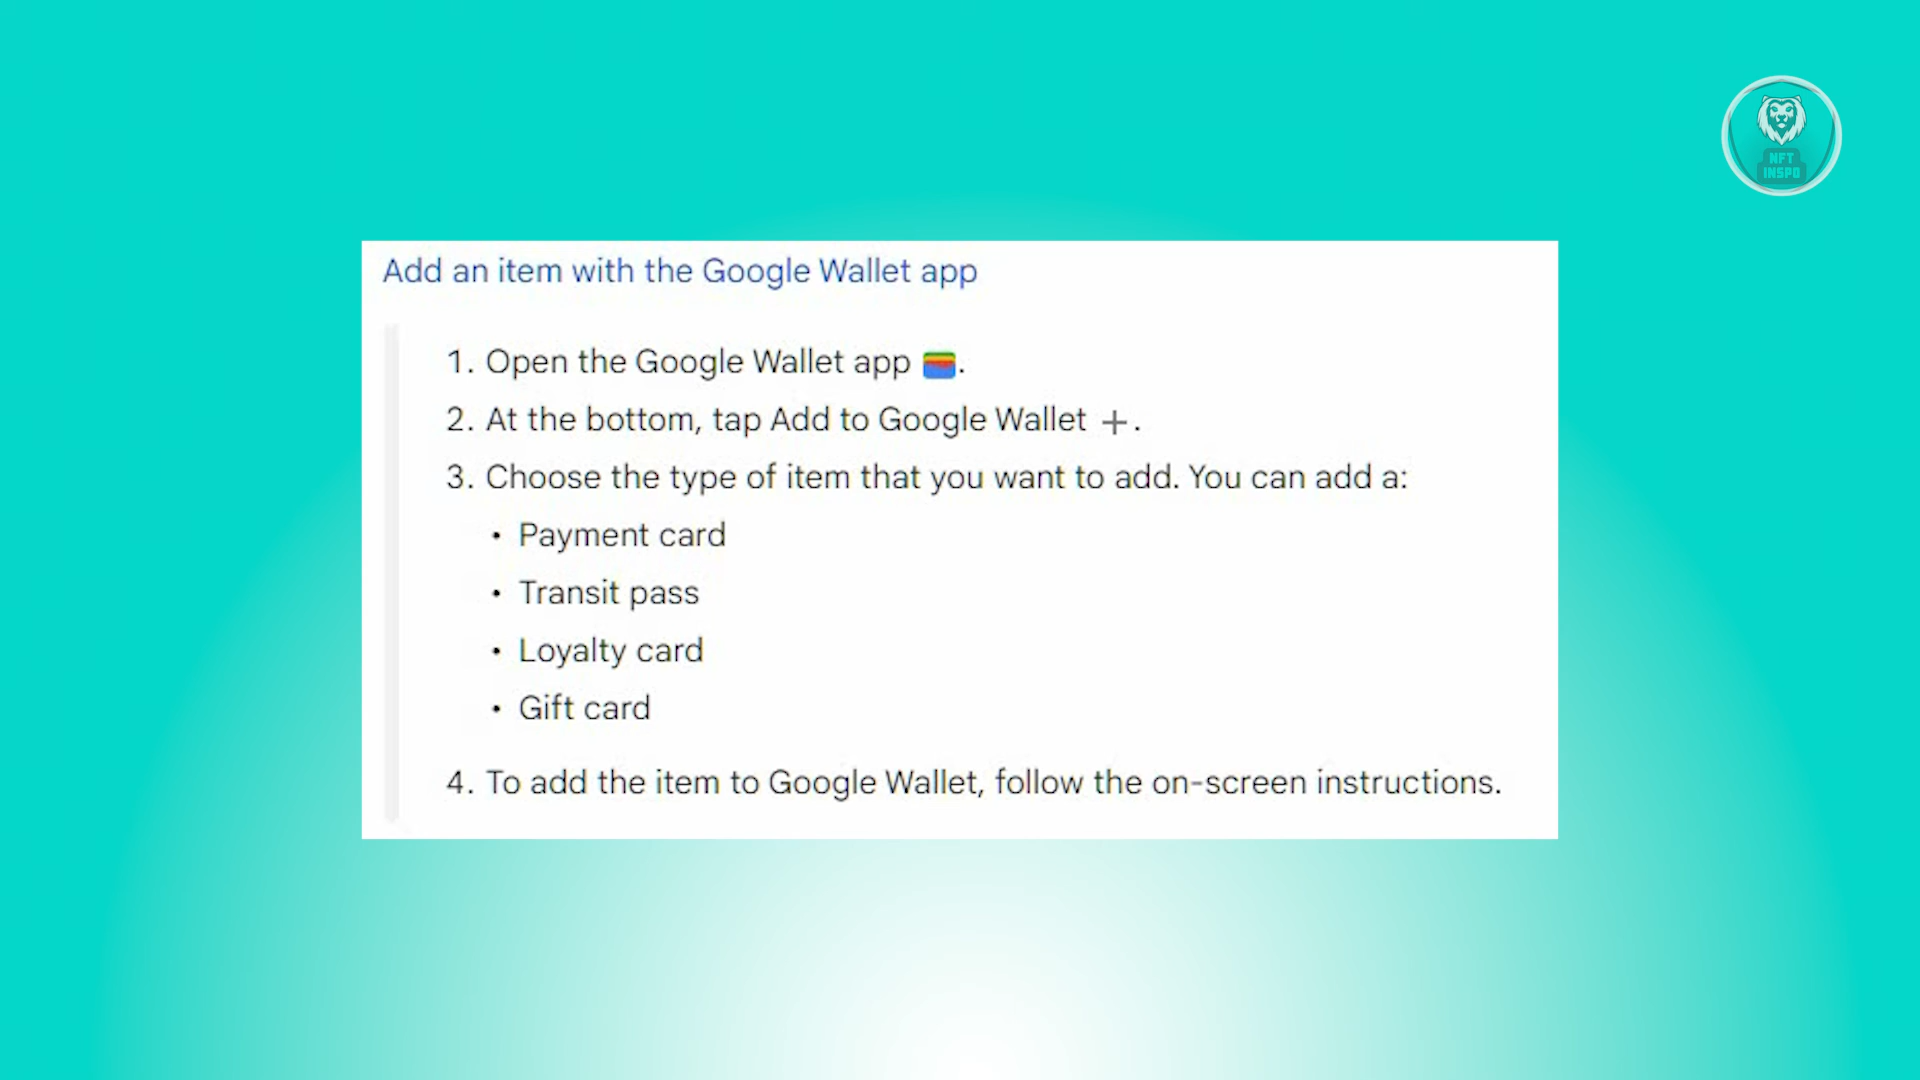 NFT
INSPO
Add an item with the Google Wallet app
1. Open the Google Wallet app .
2. At the bottom, tap Add to Google Wallet + .
3. Choose the type of item that you want to add. You can add a:
• Payment card
• Transit pass
• Loyalty card
• Gift card
4. To add the item to Google Wallet, follow the on-screen instructions.